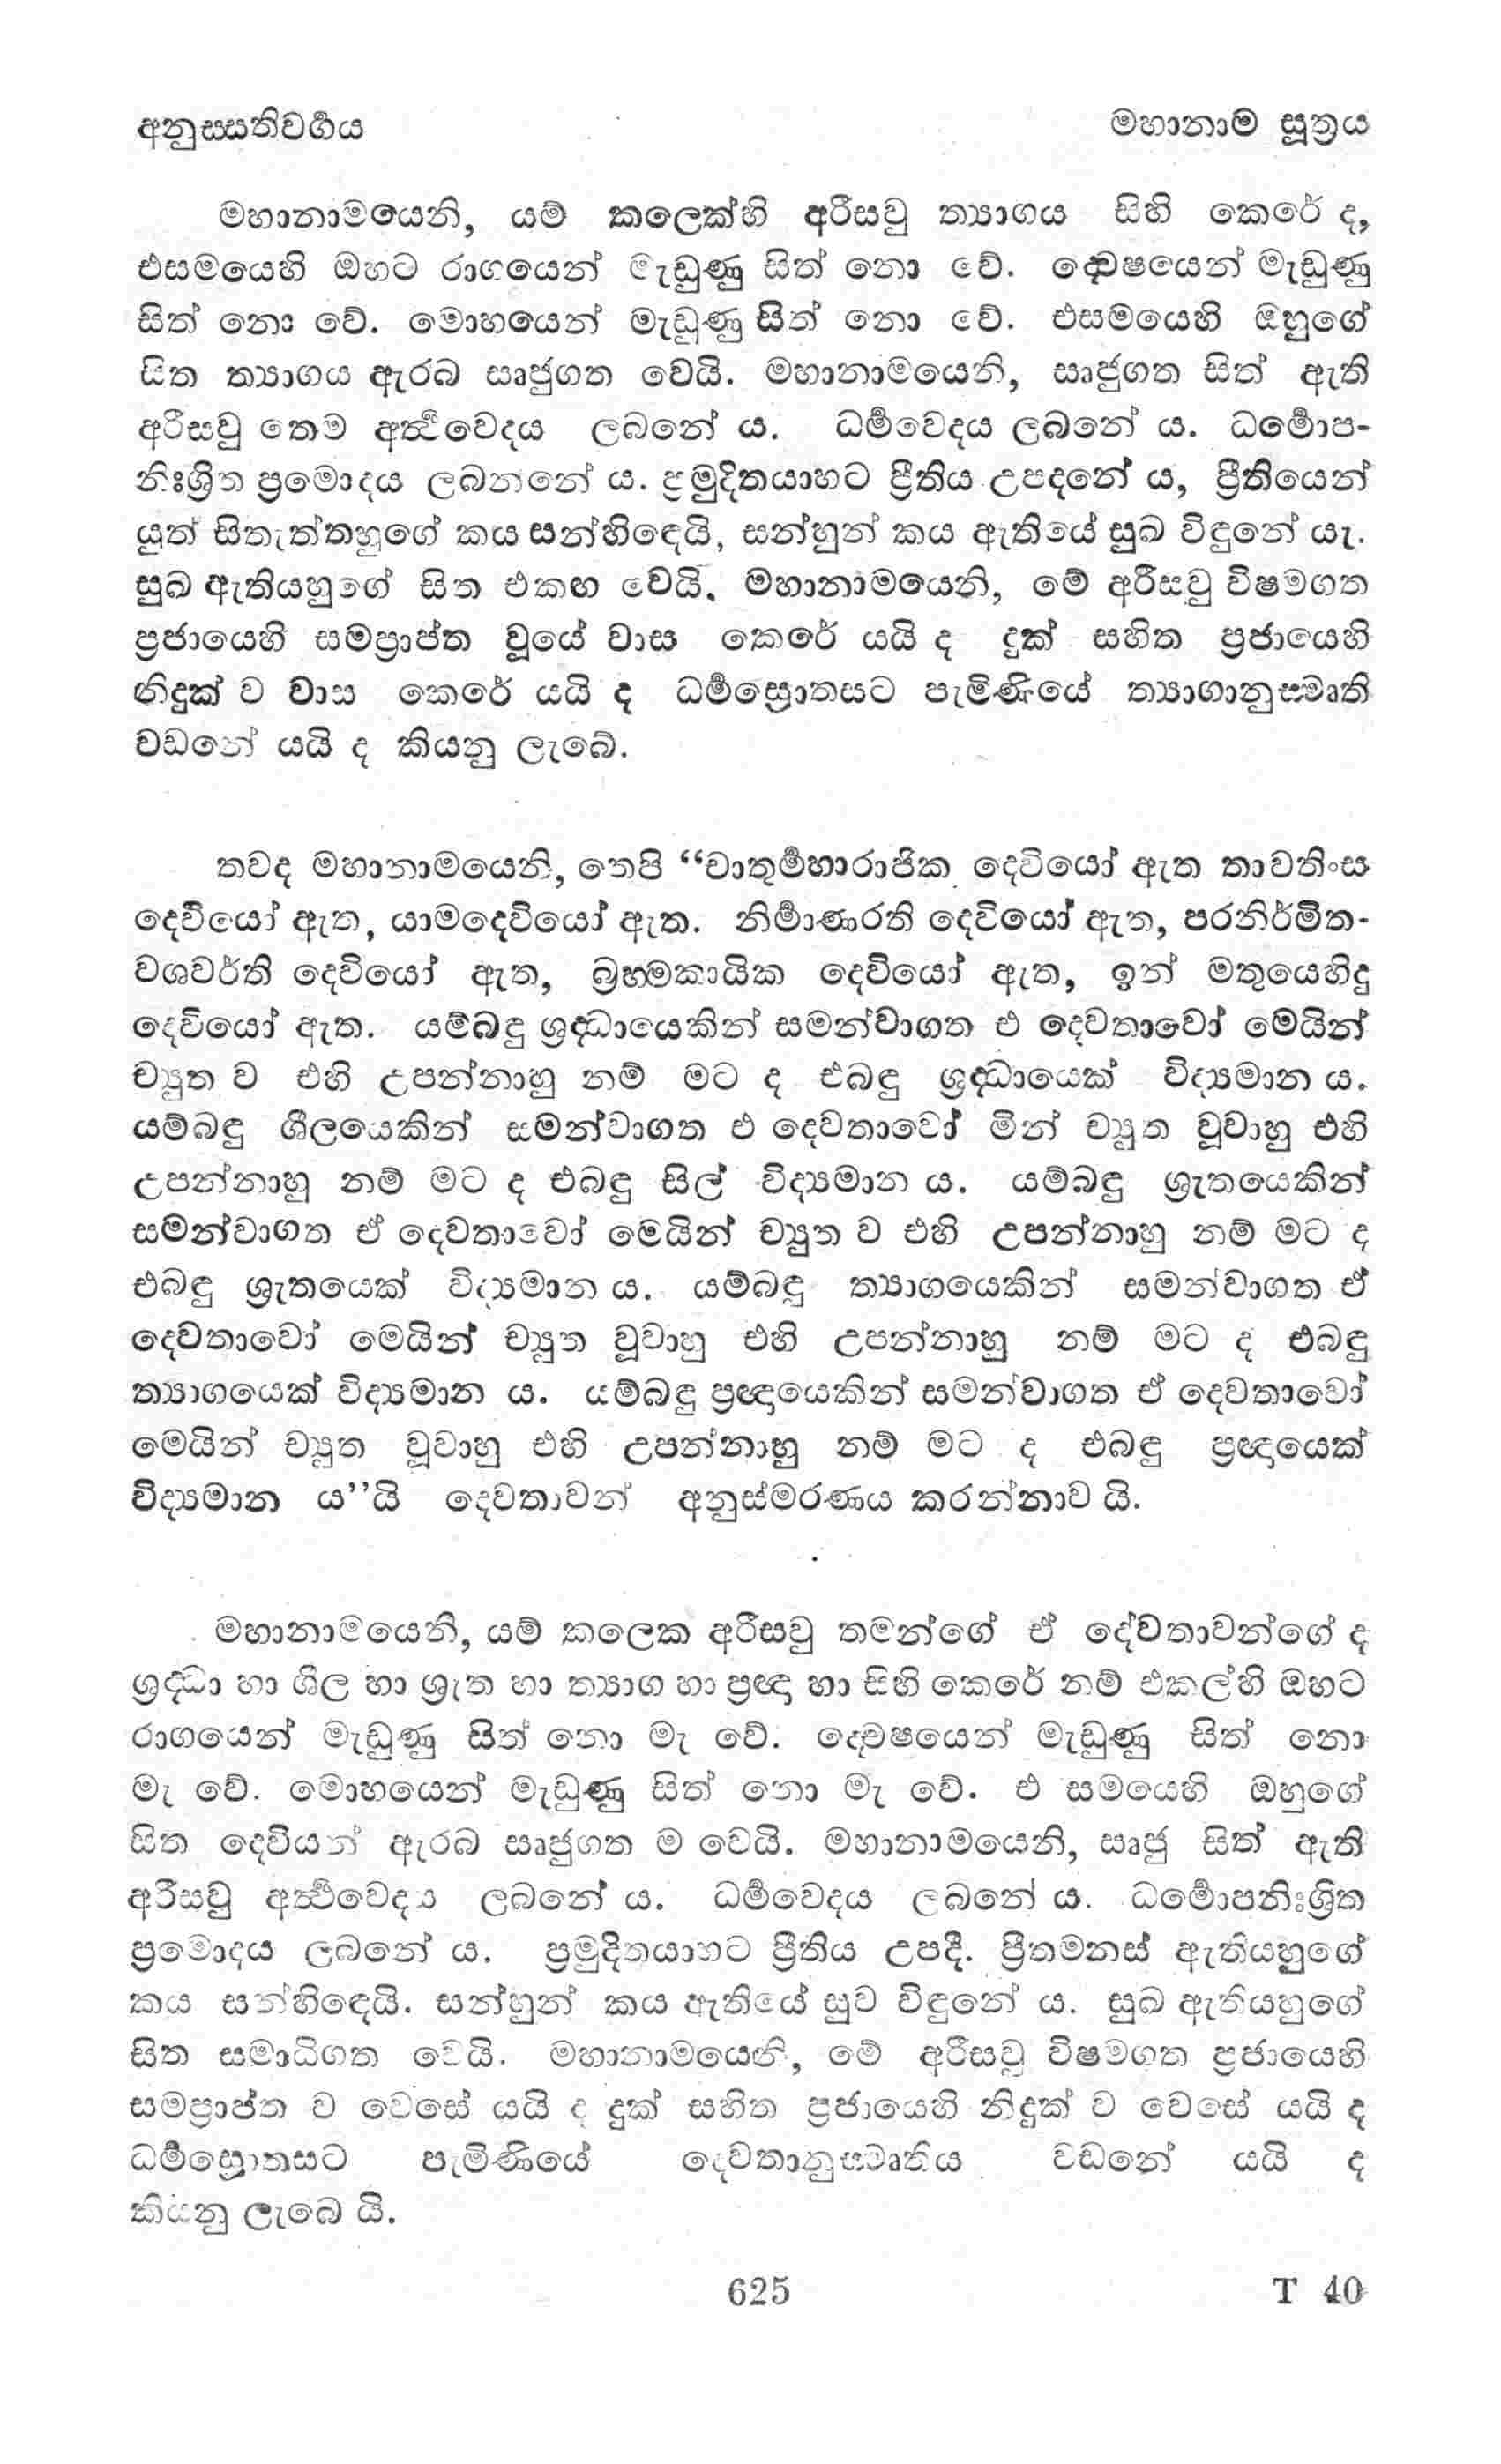 අනුස්සතිවර්‍ගය
මහානාම සූත්‍රය
මහානාමයෙනි, යම් කලෙක්හි අරීසවු ත්‍යාගය සිහි කෙරේ ද,
එසමයෙහි ඔහට රාගයෙන් මැඩුණු සිත් නො වේ. ද්වෙෂයෙන් මැඩුණු
සිත් නො වේ. මොහයෙන් මැඩුණු සිත් නො වේ. එසමයෙහි ඔහුගේ
සිත ත්‍යාගය ඇරබ සෘජුගත වෙයි. මහානාමයෙනි, සෘජුගත සිත් ඇති
අරීසවු තෙම අර්‍ත්‍ථවෙදය ලබනේ ය. ධර්‍මවෙදය ලබනේ ය. ධර්‍මොප-
නිඃශ්‍රිත ප්‍රමොදය ලබනනේ ය. ප්‍රමුදිතයාහට ප්‍රීතිය උපදනේ ය, ප්‍රීතියෙන්
යුත් සිතැත්තහුගේ කය සන්හිඳෙයි, සන්හුන් කය ඇතියේ සුඛ විඳුනේ යැ.
සුඛ ඇතියහුගේ සිත එකඟ වෙයි. මහානාමයෙනි, මේ අරීසවු විෂමගත
ප්‍රජායෙහි සමප්‍රාප්ත වූයේ වාස කෙරේ යයි ද දුක් සහිත ප්‍රජායෙහි
නිදුක් ව වාස කෙරේ යයි ද ධර්‍මස්‍රොතසට පැමිණියේ ත්‍යාගානුස්මෘති
වඩනේ යයි ද කියනු ලැබේ.
තවද මහානාමයෙනි, තෙපි “චාතුර්‍මහාරාජික දෙවියෝ ඇත තාවතිංස
දෙවියෝ ඇත, යාමදෙවියෝ ඇත. නිර්‍මාණරති දෙවියෝ ඇත, පරනිර්මිත-
වශවර්ති දෙවියෝ ඇත, බ්‍රහ්මකායික දෙවියෝ ඇත, ඉන් මතුයෙහිදු
දෙවියෝ ඇත. යම්බඳු ශ්‍රද්ධායෙකින් සමන්වාගත එ දෙවතාවෝ මෙයින්
ච්‍යුත ව එහි උපන්නාහු නම් මට ද එබඳු ශ්‍රද්ධායෙක් විද්‍යමාන ය.
යම්බඳු ශීලයෙකින් සමන්වාගත එ දෙවතාවෝ මින් ච්‍යුත වූවාහු එහි
උපන්නාහු නම් මට ද එබඳු සිල් විද්‍යමාන ය. යම්බඳු ශ්‍රැතයෙකින්
සමන්වාගත ඒ දෙවතාවෝ මෙයින් ච්‍යුත ව එහි උපන්නාහු නම් මට ද
එබඳු ශ්‍රැතයෙක් විද්‍යමාන ය. යම්බඳු ත්‍යාගයෙකින් සමන්වාගත ඒ
දෙවතාවෝ මෙයින් ච්‍යුත වූවාහු එහි උපන්නාහු නම් මට ද එබඳු
ත්‍යාගයෙක් විද්‍යමාන ය. යම්බඳු ප්‍රඥායෙකින් සමන්වාගත ඒ දෙවතාවෝ
මෙයින් ච්‍යුත වූවාහු එහි උපන්නාහු නම් මට ද එබඳු ප්‍රඥායෙක්
විද්‍යමාන ය’’යි දෙවතාවන් අනුස්මරණය කරන්නාව යි.
මහානාමයෙනි, යම් කලෙක අරීසවු තමන්ගේ ඒ දේවතාවන්ගේ ද
ශ්‍රද්ධා හා ශීල හා ශ්‍රැත හා ත්‍යාග හා ප්‍රඥා හා සිහි කෙරේ නම් එකල්හි ඔහට
රාගයෙන් මැඩුණු සිත් නො මැ වේ. ද්වෙෂයෙන් මැඩුණු සිත් නො
මැ වේ. මොහයෙන් මැඩුණු සිත් නො මැ වේ. එ සමයෙහි ඔහුගේ
සිත දෙවියන් ඇරබ සෘජුගත ම වෙයි. මහානාමයෙනි, සෘජු සිත් ඇති
අරීසවු අර්‍ත්‍ථවෙදය ලබනේ ය. ධර්‍මවෙදය ලබනේ ය. ධර්‍මොපනිඃශ්‍රිත
ප්‍රමොදය ලබනේ ය. ප්‍රමුදිතයාහට ප්‍රීතිය උපදී. ප්‍රීතමනස් ඇතියහුගේ
කය සන්හිඳෙයි. සන්හුන් කය ඇතියේ සුව විඳුනේ ය. සුඛ ඇතියහුගේ
සිත සමාධිගත වෙයි. මහානාමයෙනි, මේ අරීසවු විෂමගත ප්‍රජායෙහි
සමප්‍රාප්ත ව වෙසේ යයි ද දුක් සහිත ප්‍රජායෙහි නිදුක් ව වෙසේ යයි ද
ධර්‍මස්‍රොතසට පැමිණියේ දෙවතානුස්මෘතිය වඩනේ යයි ද
කියනු ලැබෙ යි.
625
T 40